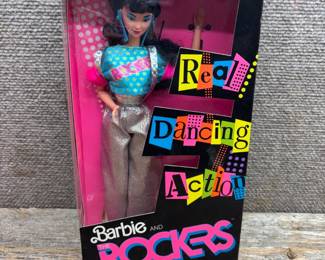 Real
Dancing
Action
Barbie AND
THE ROCKERS